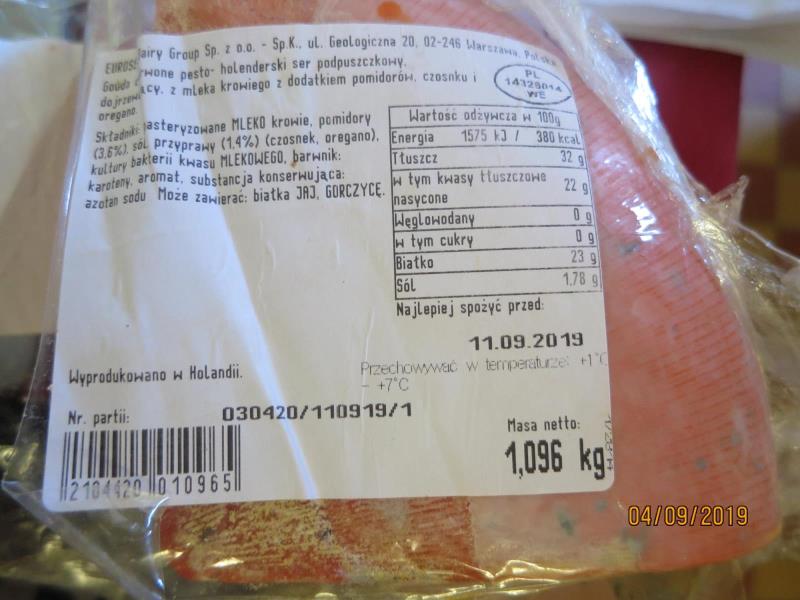 Dairy Group Sp. z o.o. - Sp.K., ul. Geologiczna 20, 02-246 Warszawa, Polska
Gouda pesto- holenderski ser podpuszczkowy,
z mleka krowiego z dodatkiem pomidorów, czosnku i
oregano.
PL
14328014
WE
Składniki: pasteryzowane MLEKO krowie, pomidory
(3,6%), sól, przyprawy (1,4%) (czosnek, oregano),
kultury bakterii kwasu MLEKOWEGO, barwnik:
karoteny, aromat, substancja konserwująca:
azotan sodu Może zawierać: białka JAJ, GORCZYCĘ.
Wartość odżywcza w 100g
Energia 1575 kJ / 380 kcal
Tłuszcz 32 g
w tym kwasy tłuszczowe
nasycone 22 g
Węglowodany 0 g
w tym cukry 0 g
Białko 23 g
Sól 1.78 g
Najlepiej spożyć przed:
11.09.2019
Przechowywać w temperaturze: +1°C
- +7°C
Wyprodukowano w Holandii.
Nr. partii: 030420/110919/1
Masa netto:
1,096 kg
2104420 010965
04/09/2019